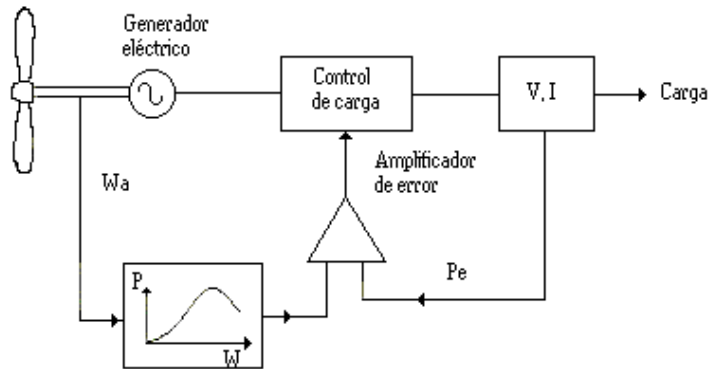 Generador
eléctrico
Control
de carga
V, I
Carga
Amplificador
de error
Wa
Pe
P
W